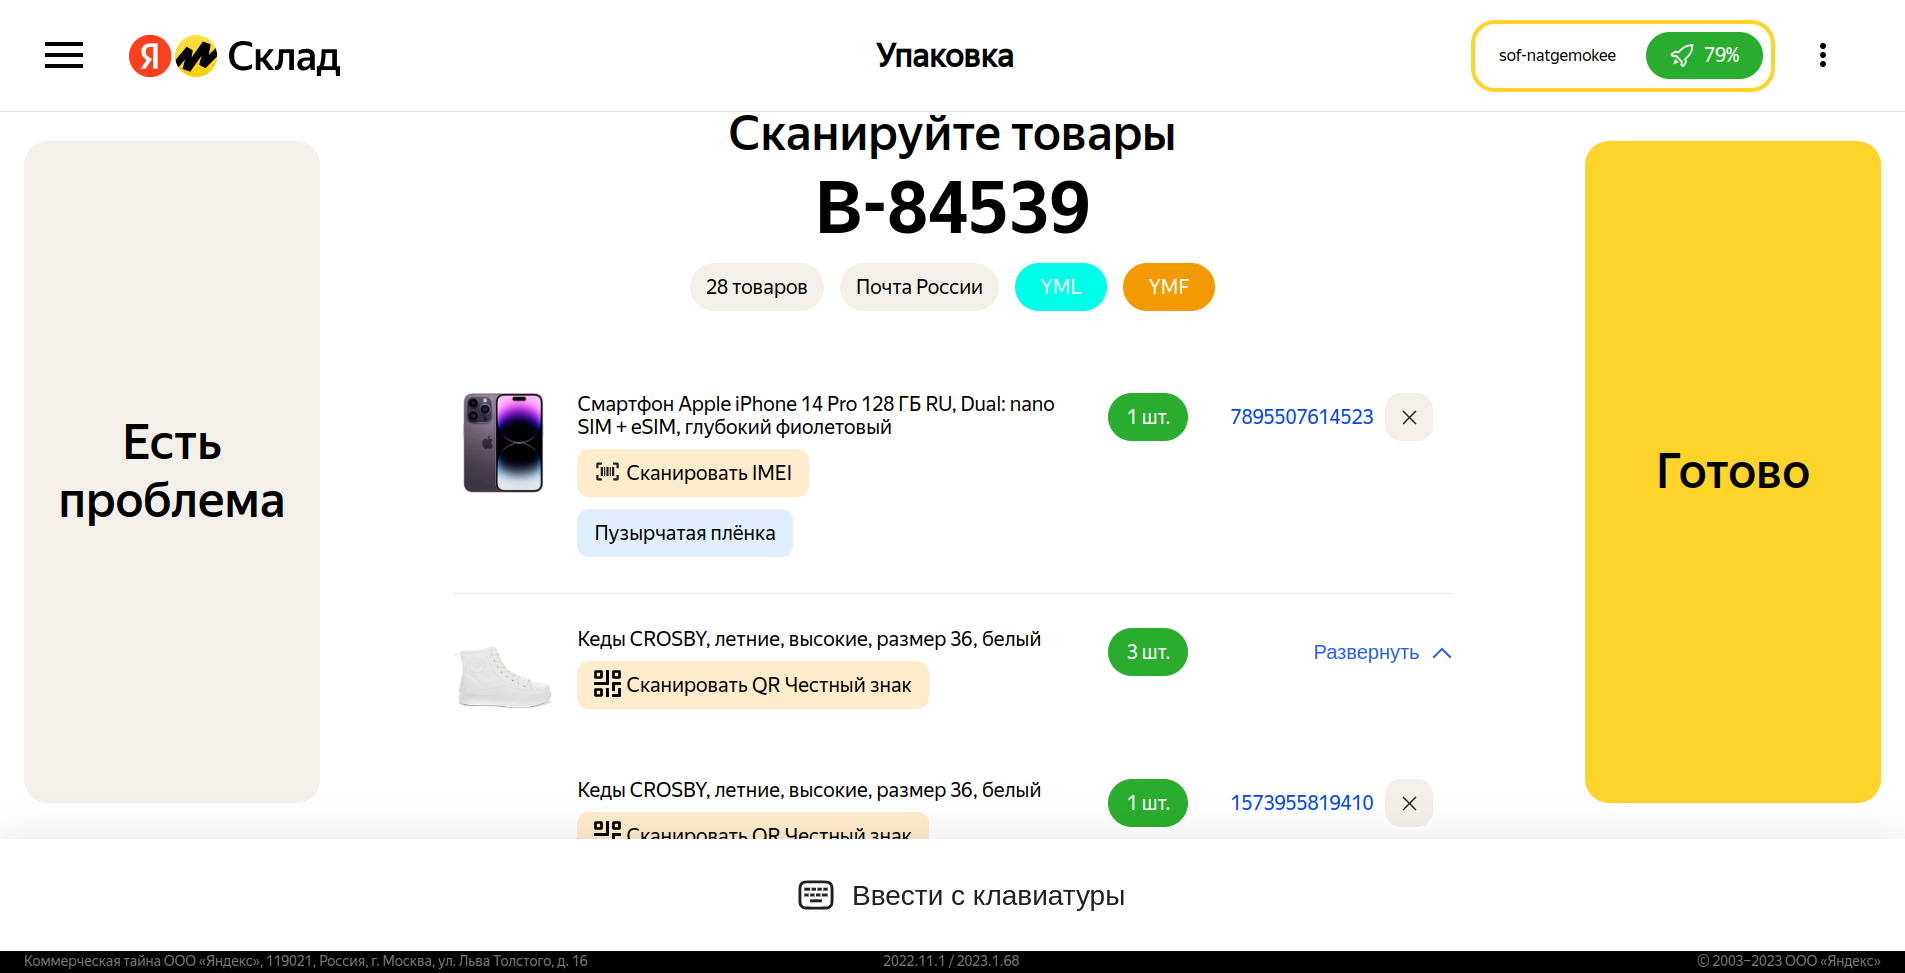 Я Склад
Упаковка
sof-natgemokee
79%
Сканируйте товары
B-84539
28 товаров
Почта России
YML
YMF
Есть
проблема
Готово
Смартфон Apple iPhone 14 Pro 128 ГБ RU, Dual: nano
SIM + eSIM, глубокий фиолетовый
1 шт.
7895507614523
Сканировать IMEI
Пузырчатая плёнка
Кеды CROSBY, летние, высокие, размер 36, белый
3 шт.
Развернуть
Сканировать QR Честный знак
Кеды CROSBY, летние, высокие, размер 36, белый
1 шт.
1573955819410
Сканировать QR Честный знак
Ввести с клавиатуры
Коммерческая тайна ООО «Яндекс», 119021, Россия, г. Москва, ул. Льва Толстого, д. 16
2022.11.1 / 2023.1.68
© 2003–2023 ООО «Яндекс»